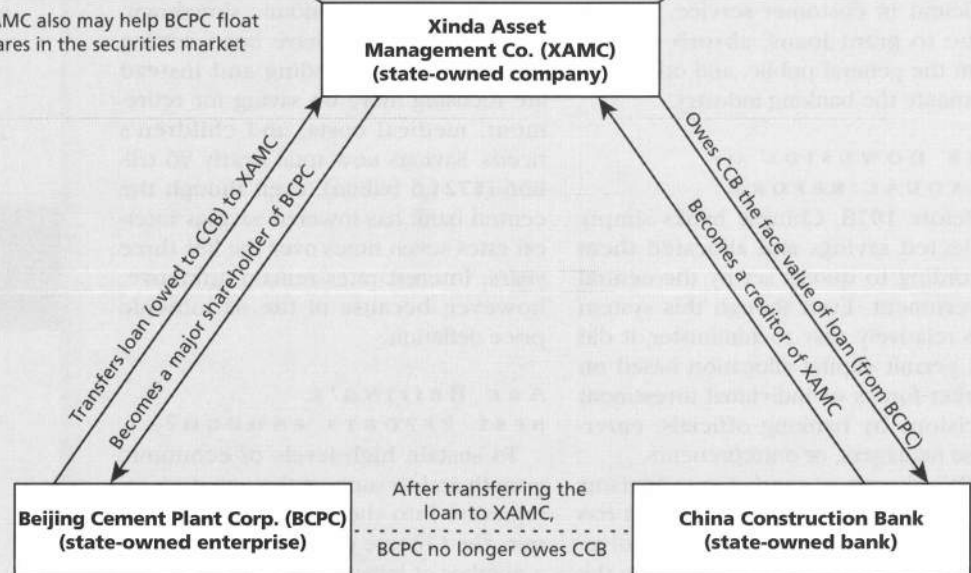 AMC also may help BCPC float
ares in the securities market
Xinda Asset
Management Co. (XAMC)
(state-owned company)
Transfers loan (owed to CCB) to XAMC
Becomes a major shareholder of BCPC
Owes CCB the face value of loan (from BCPC)
Becomes a creditor of XAMC
Beijing Cement Plant Corp. (BCPC)
(state-owned enterprise)
After transferring the
loan to XAMC,
BCPC no longer owes CCB
China Construction Bank
(state-owned bank)